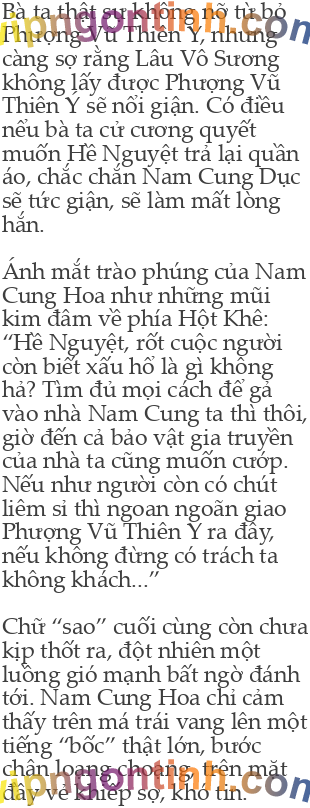 Bà ta thật sự không nỡ từ bỏ
Phượng Vũ Thiên Y, nhưng
càng sợ rằng Lâu Vô Sương
không lấy được Phượng Vũ
Thiên Y sẽ nổi giận. Có điều
nếu bà ta cứ cương quyết
muốn Hề Nguyệt trả lại quần
áo, chắc chắn Nam Cung Dục
sẽ tức giận, sẽ làm mất lòng
hắn.
Ánh mắt trào phúng của Nam
Cung Hoa như những mũi
kim đâm về phía Hột Khê:
“Hề Nguyệt, rốt cuộc người
còn biết xấu hổ là gì không
hả? Tìm đủ mọi cách để gả
vào nhà Nam Cung ta thì thôi,
giờ đến cả bảo vật gia truyền
của nhà ta cũng muốn cướp.
Nếu như người còn có chút
liêm sỉ thì ngoan ngoãn giao
Phượng Vũ Thiên Y ra đây,
nếu không đừng có trách ta
không khách...”
Chữ “sao” cuối cùng còn chưa
kịp thốt ra, đột nhiên một
luồng gió mạnh bất ngờ đánh
tới. Nam Cung Hoa chỉ cảm
thấy trên má trái vang lên một
tiếng “bốc” thật lớn, bước
chân loạng choạng, trên mặt
đầy vẻ khiếp sợ, khó tin.